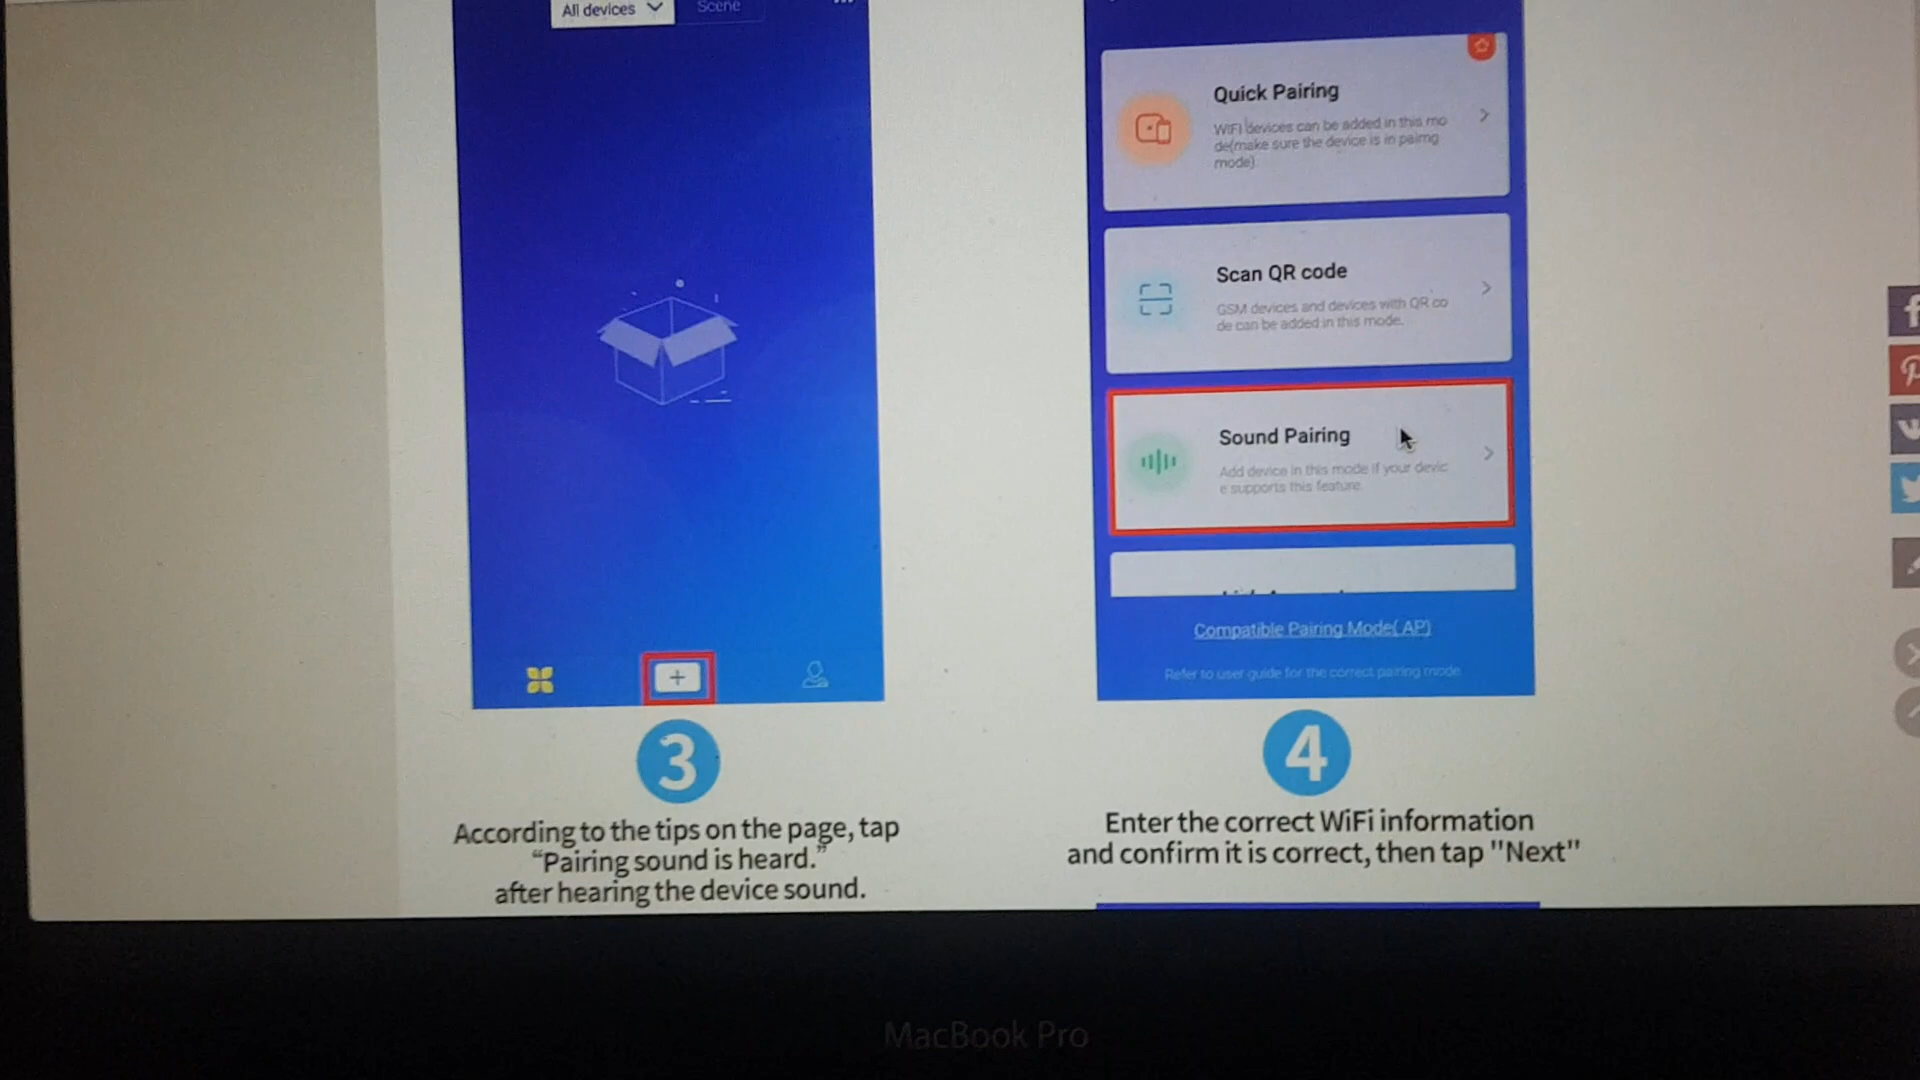 All devices
Scene
Quick Pairing
WIFI devices can be added in this mo
de(make sure the device is in pairing
mode)
Scan QR code
GSM devices and devices with QR co
de can be added in this mode.
Sound Pairing
Add device in this mode if your devic
e supports this feature.
Compatible Pairing Mode( AP)
Refer to user guide for the correct pairing mode
3
According to the tips on the page, tap
“Pairing sound is heard.”
after hearing the device sound.
4
Enter the correct WiFi information
and confirm it is correct, then tap "Next"
MacBook Pro